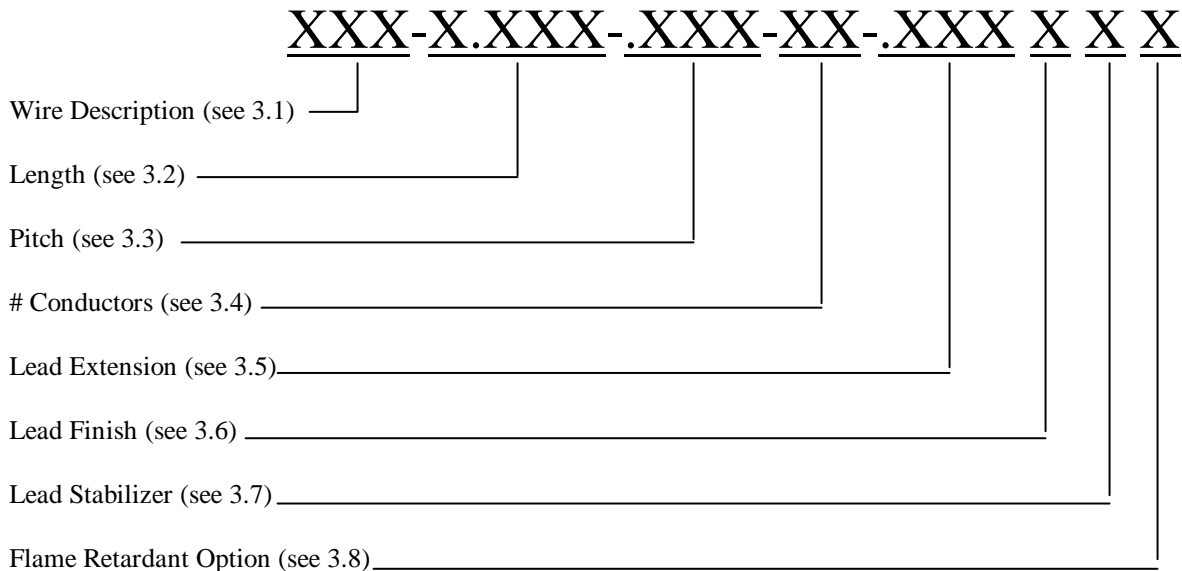 XXX-X.XXX-.XXX-XX-.XXX X X X
Wire Description (see 3.1)
Length (see 3.2)
Pitch (see 3.3)
# Conductors (see 3.4)
Lead Extension (see 3.5)
Lead Finish (see 3.6)
Lead Stabilizer (see 3.7)
Flame Retardant Option (see 3.8)